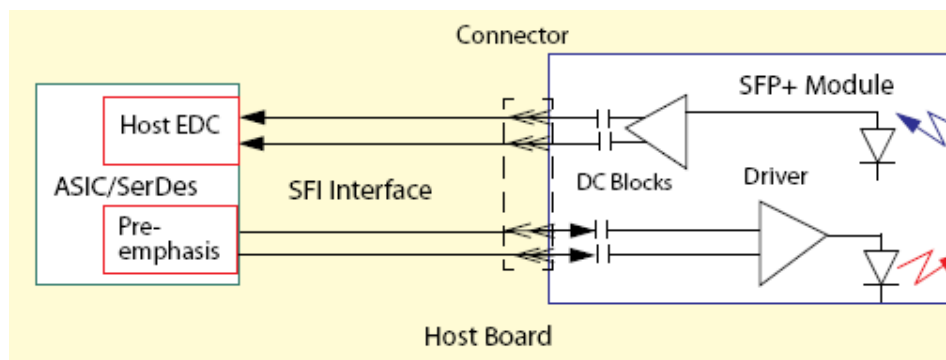 Connector
SFP+ Module
Host EDC
ASIC/SerDes
SFI Interface
DC Blocks
Driver
Pre-
emphasis
Host Board